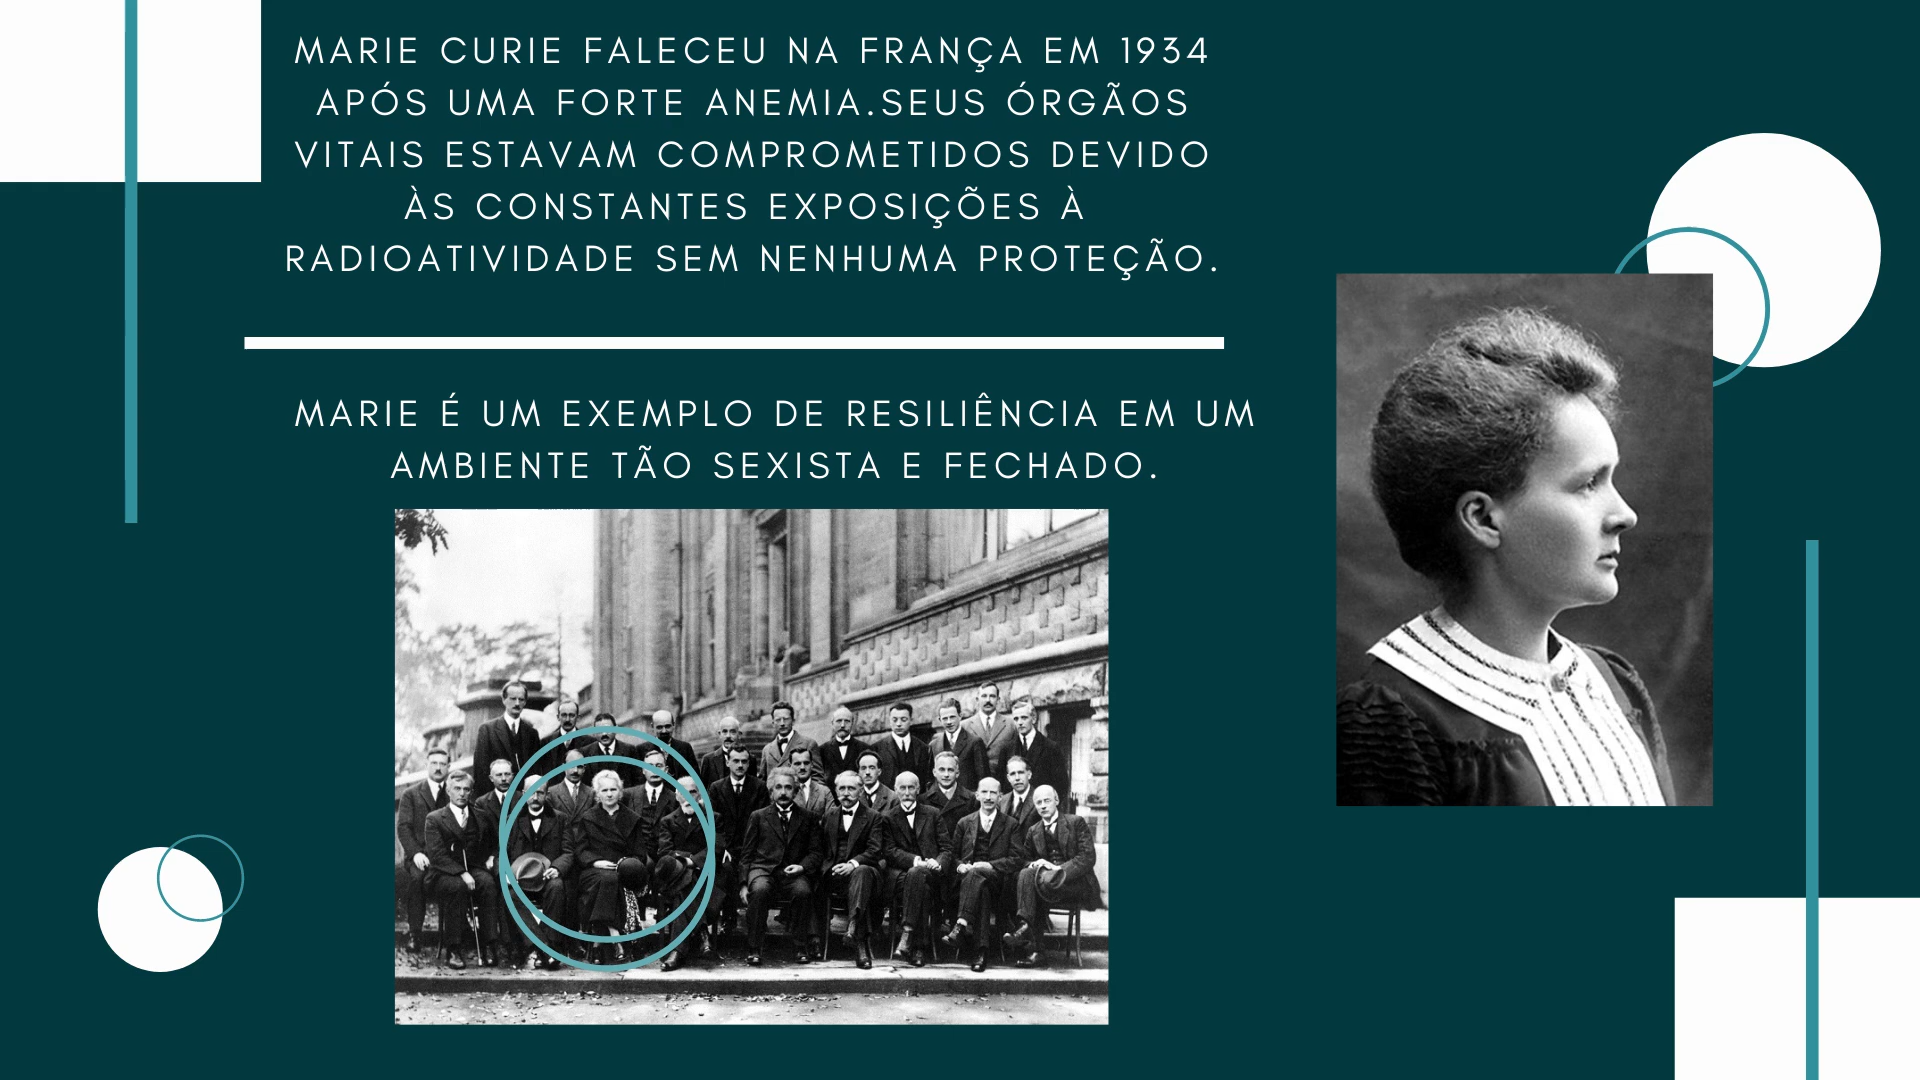 MARIE CURIE FALECEU NA FRANÇA EM 1934
APÓS UMA FORTE ANEMIA.SEUS ÓRGÃOS
VITAIS ESTAVAM COMPROMETIDOS DEVIDO
ÀS CONSTANTES EXPOSIÇÕES À
RADIOATIVIDADE SEM NENHUMA PROTEÇÃO.
MARIE É UM EXEMPLO DE RESILIÊNCIA EM UM
AMBIENTE TÃO SEXISTA E FECHADO.